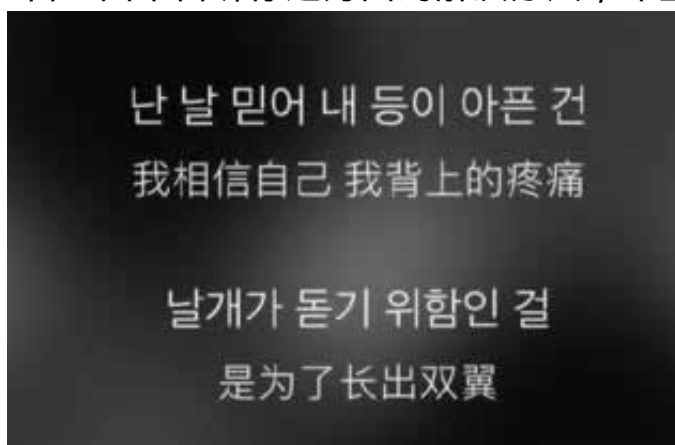 난 날 믿어 내 등이 아픈 건
我相信自己 我背上的疼痛
날개가 돋기 위함인 걸
是为了长出双翼